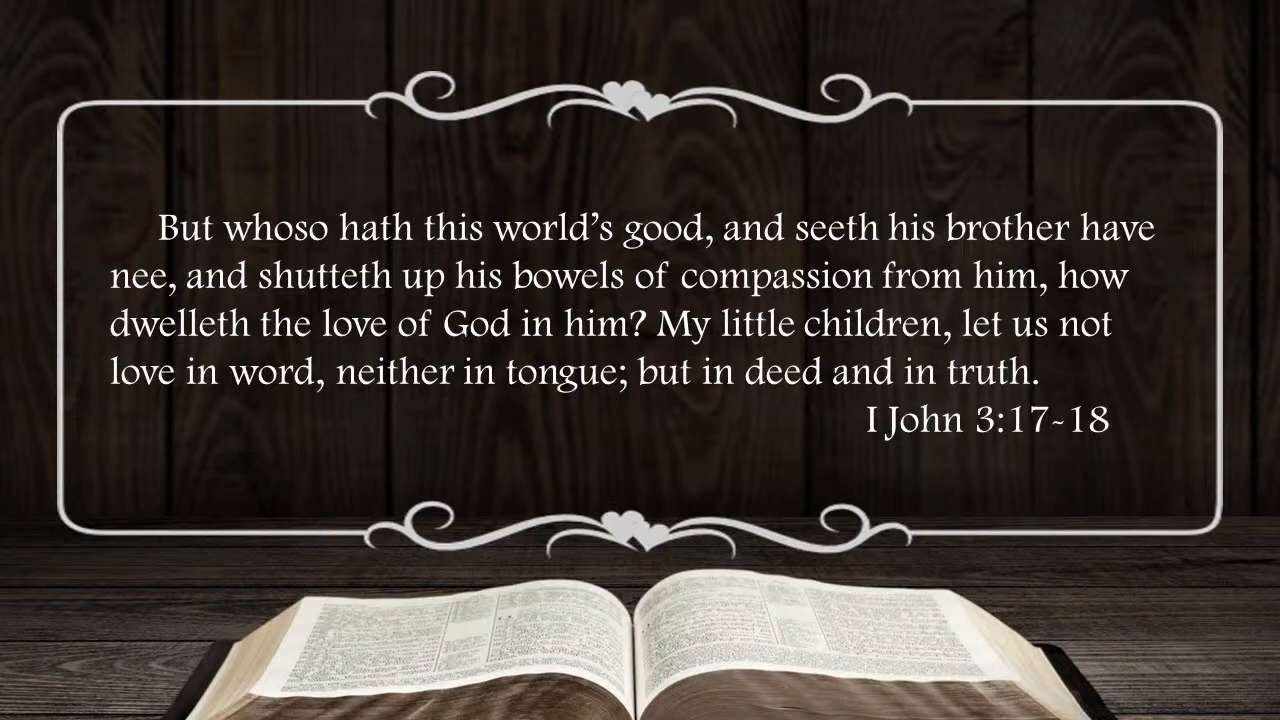 But whoso hath this world’s good, and seeth his brother have
nee, and shutteth up his bowels of compassion from him, how
dwelleth the love of God in him? My little children, let us not
love in word, neither in tongue; but in deed and in truth.
I John 3:17-18